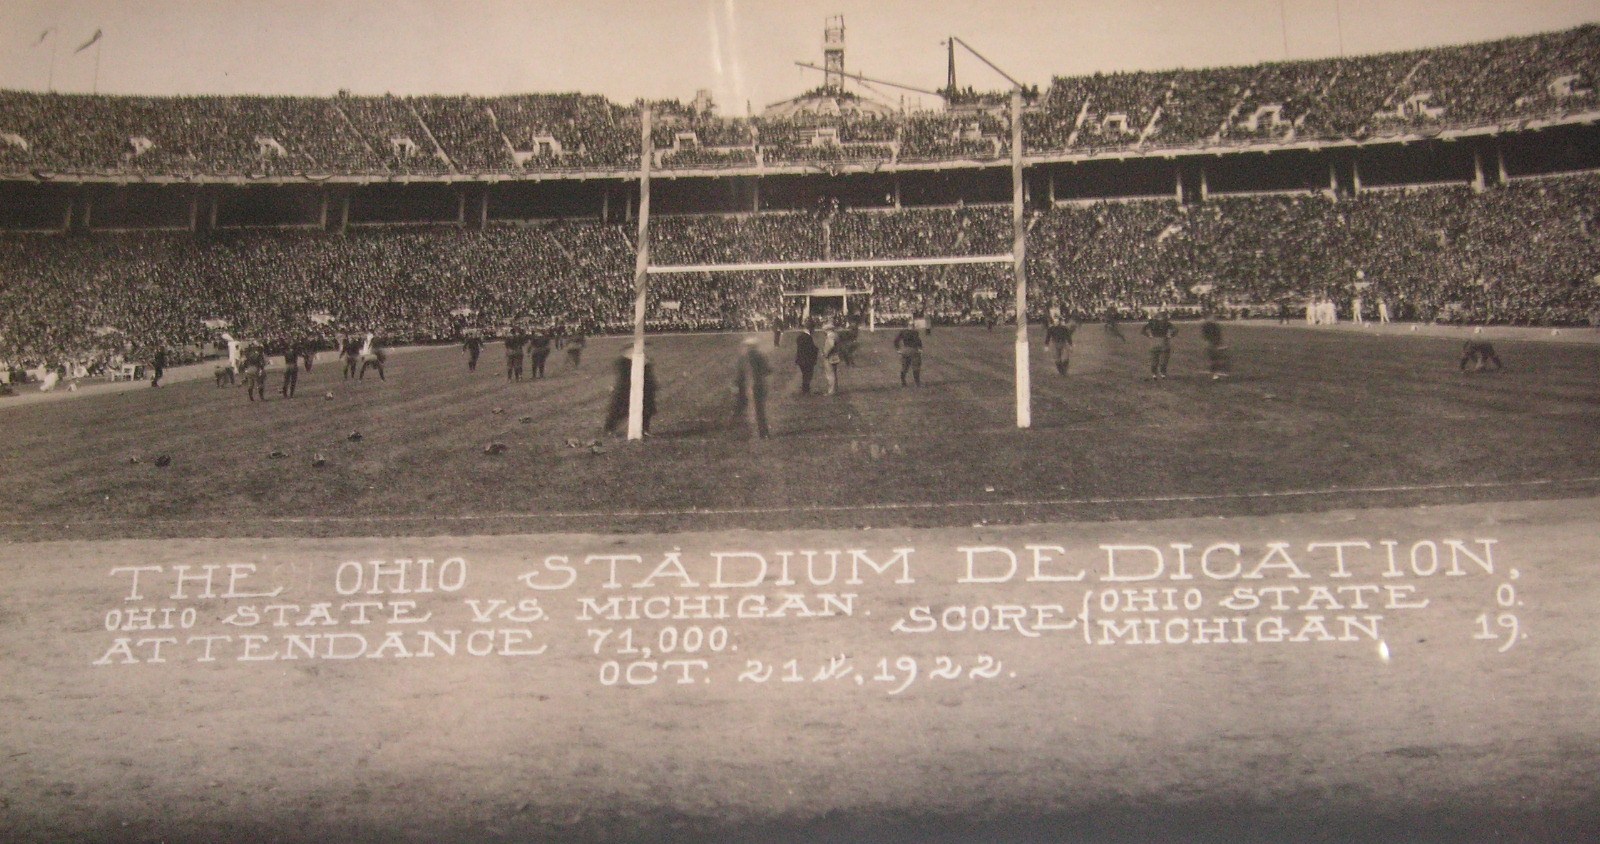 THE OHIO STADIUM DEDICATION,
OHIO STATE VS. MICHIGAN. SCORE { OHIO STATE 0.
ATTENDANCE 71,000. MICHIGAN, 19.
OCT. 21st, 1922.